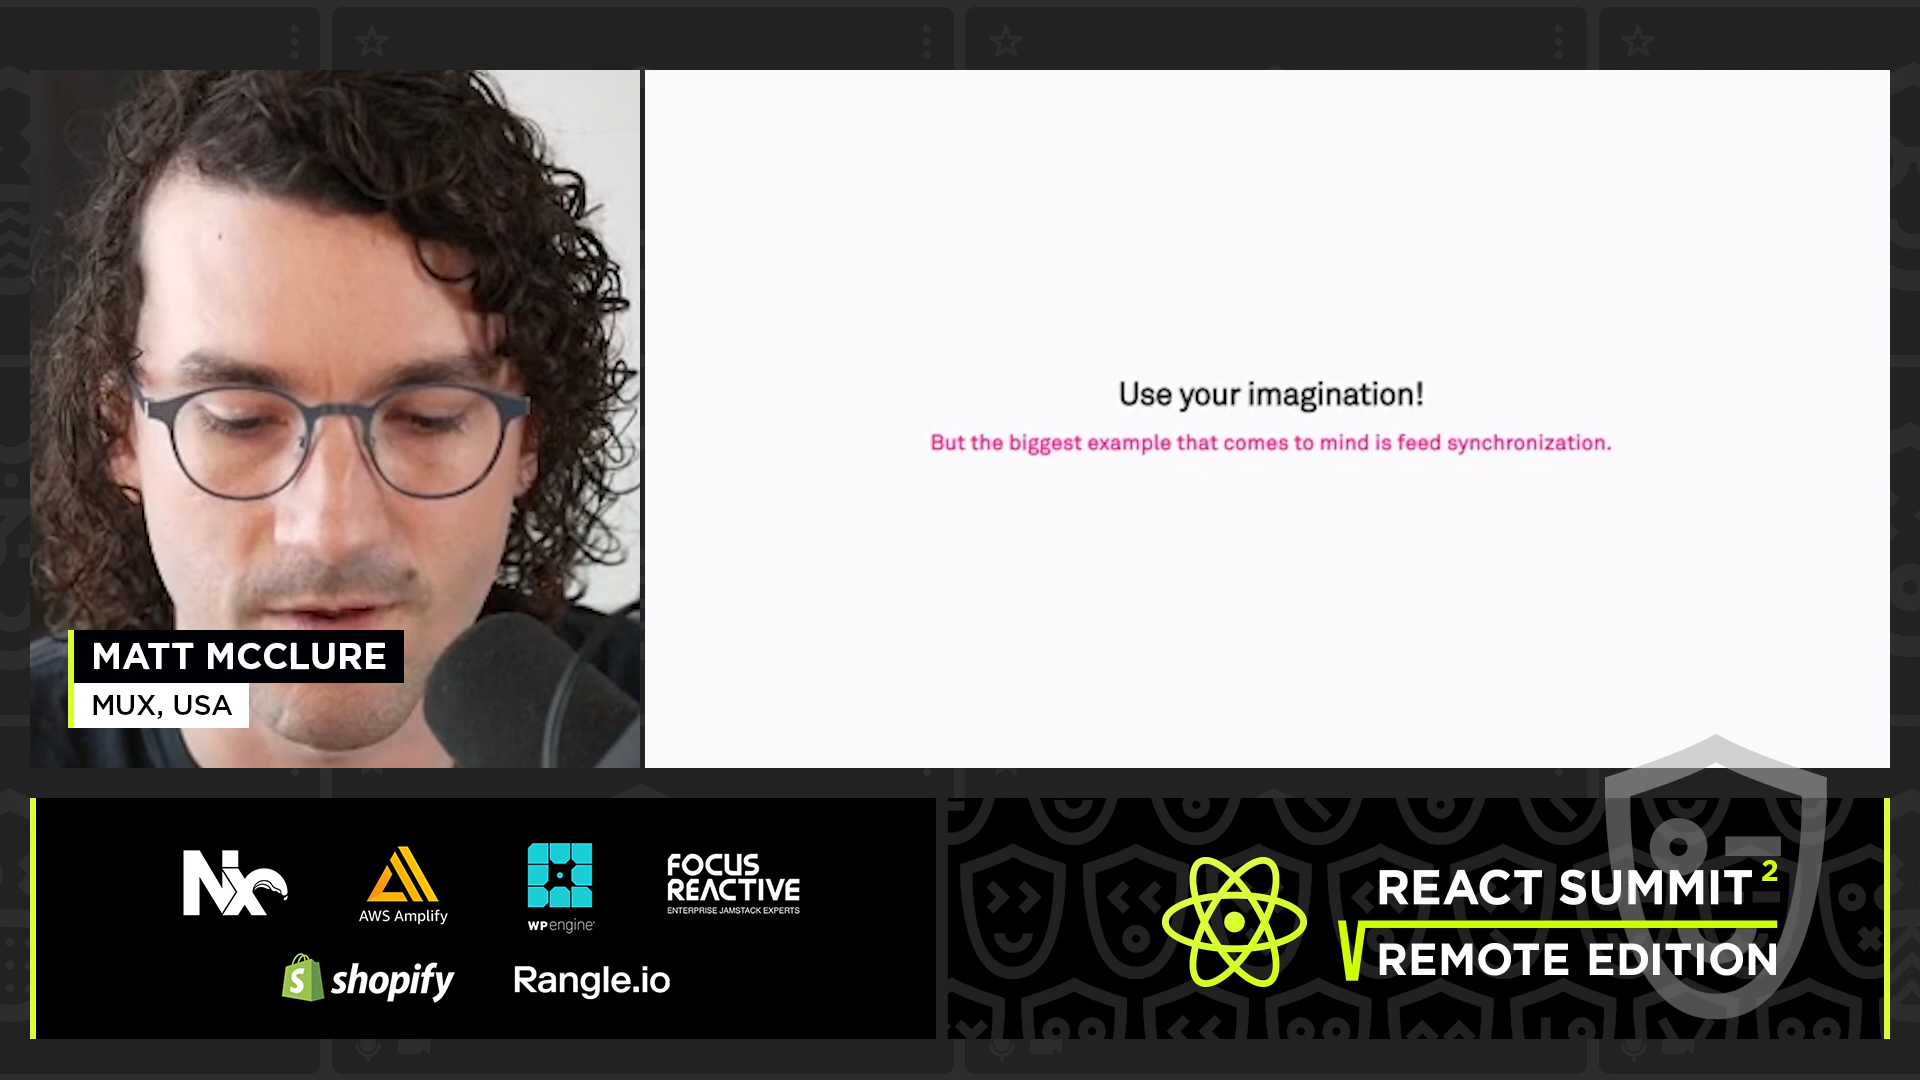 Use your imagination!
But the biggest example that comes to mind is feed synchronization.
MATT MCCLURE
MUX, USA
Nx
AWS Amplify
WP engine
FOCUS
REACTIVE
ENTERPRISE JAMSTACK EXPERTS
shopify
Rangle.io
REACT SUMMIT 2
REMOTE EDITION